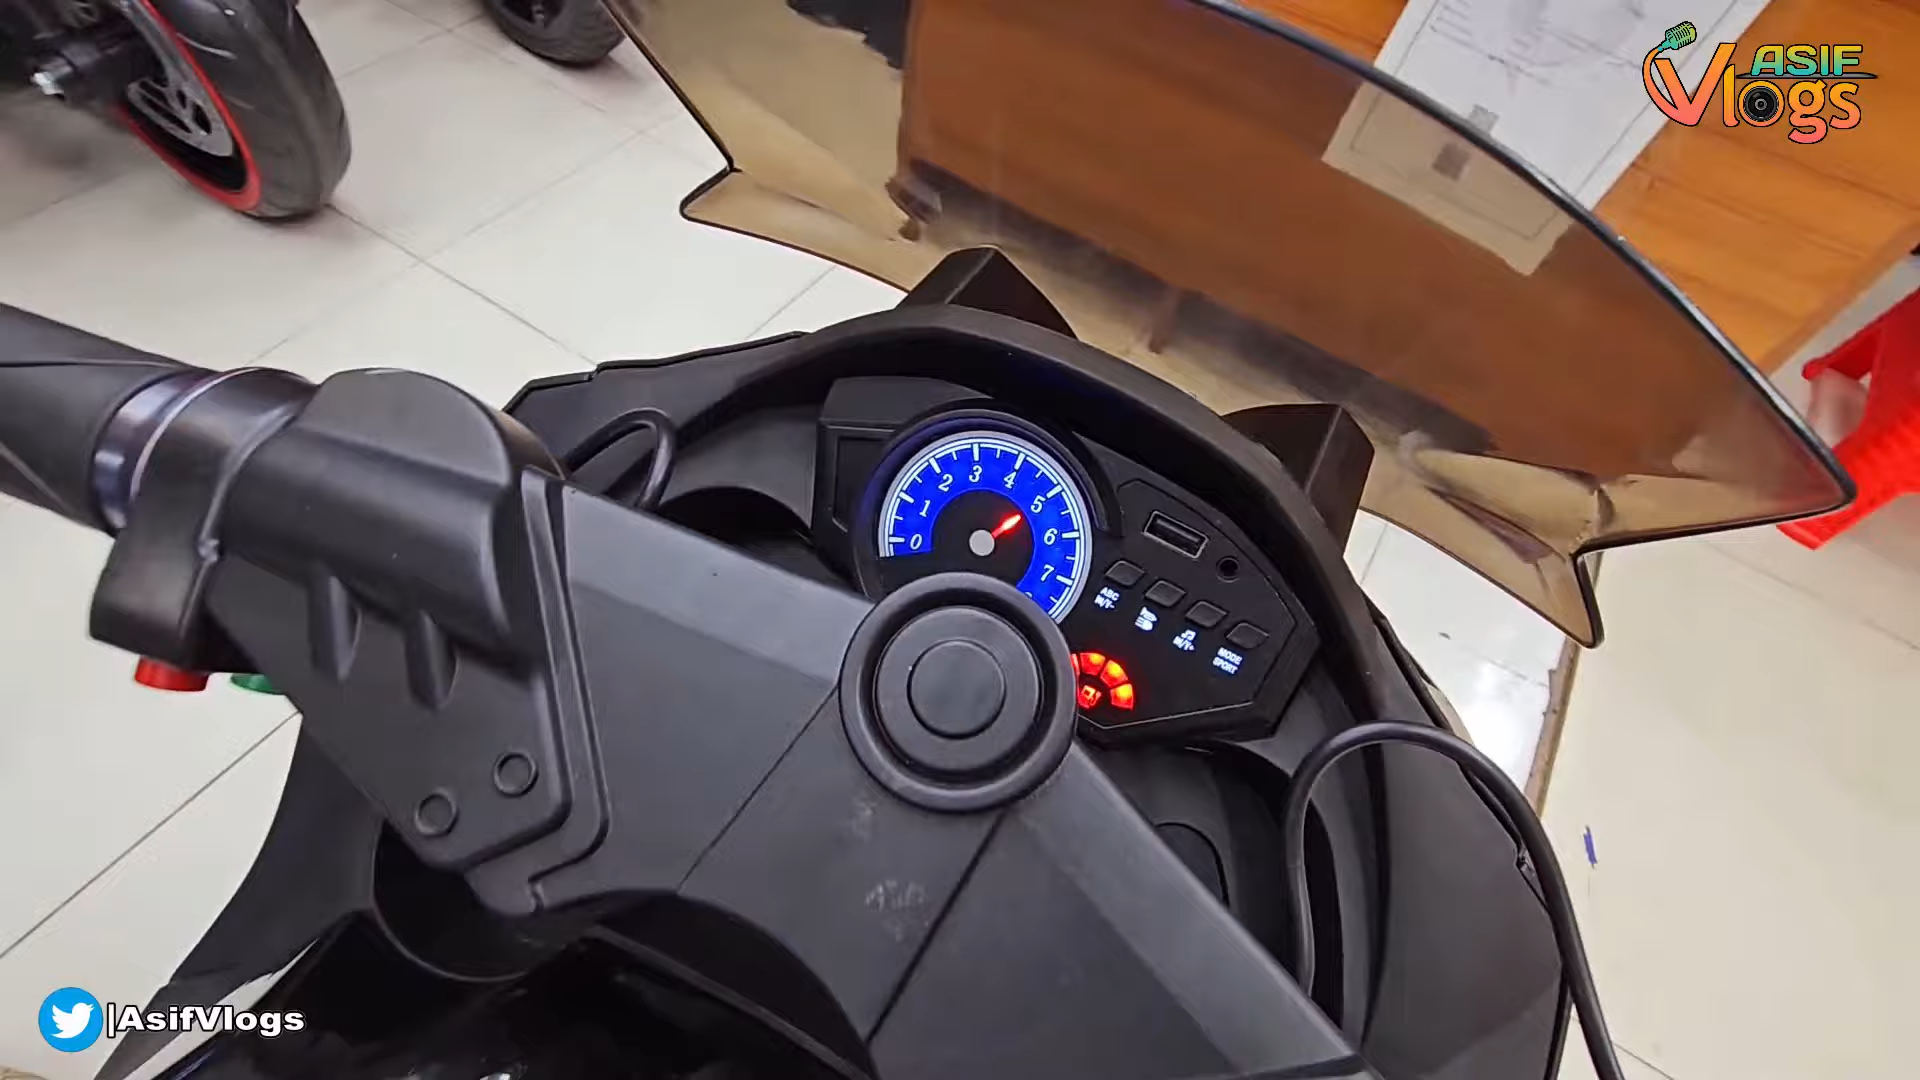 ASIF
Vlogs
0 1 2 3 4 5 6 7
ABC
M/T-
M/T+
MODE
SPORT
|AsifVlogs